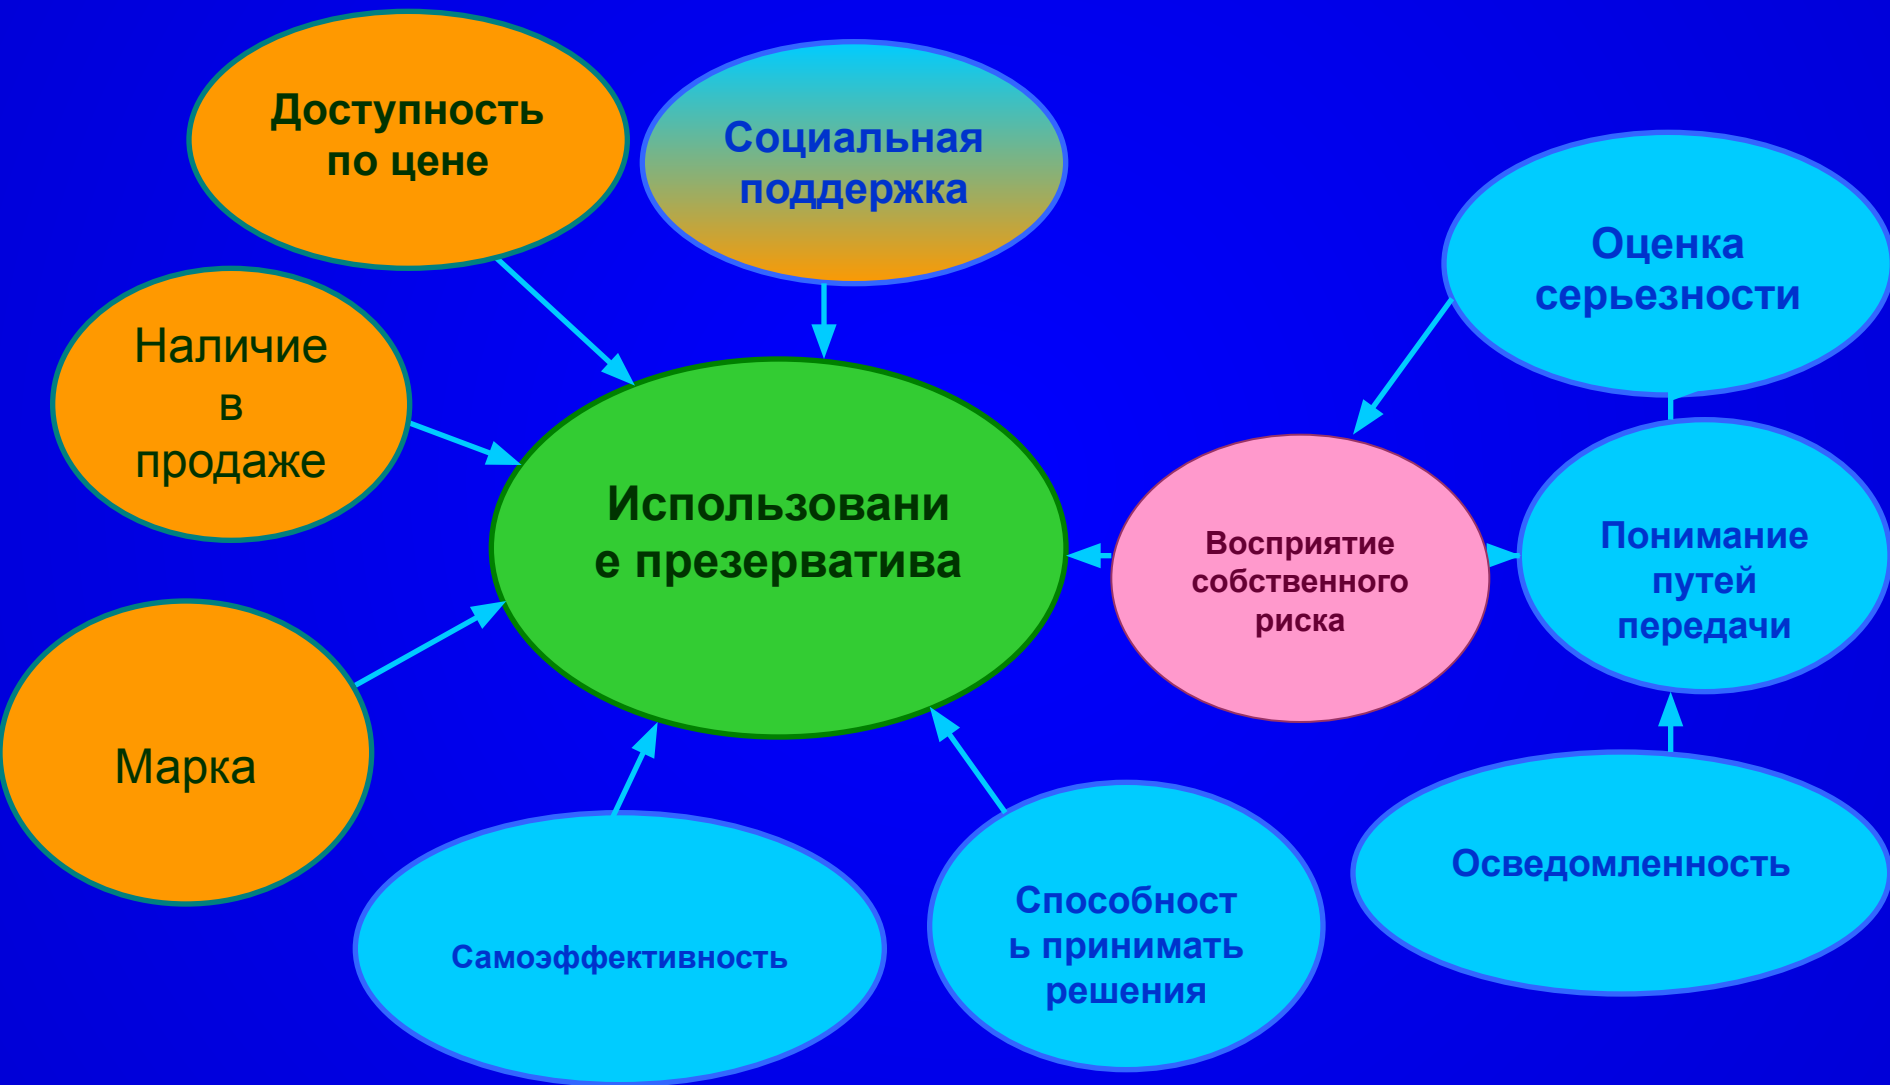 Доступность
по цене
Социальная
поддержка
Оценка
серьезности
Наличие
в
продаже
Использовани
е презерватива
Восприятие
собственного
риска
Понимание
путей
передачи
Марка
Самоэффективность
Способност
ь принимать
решения
Осведомленность